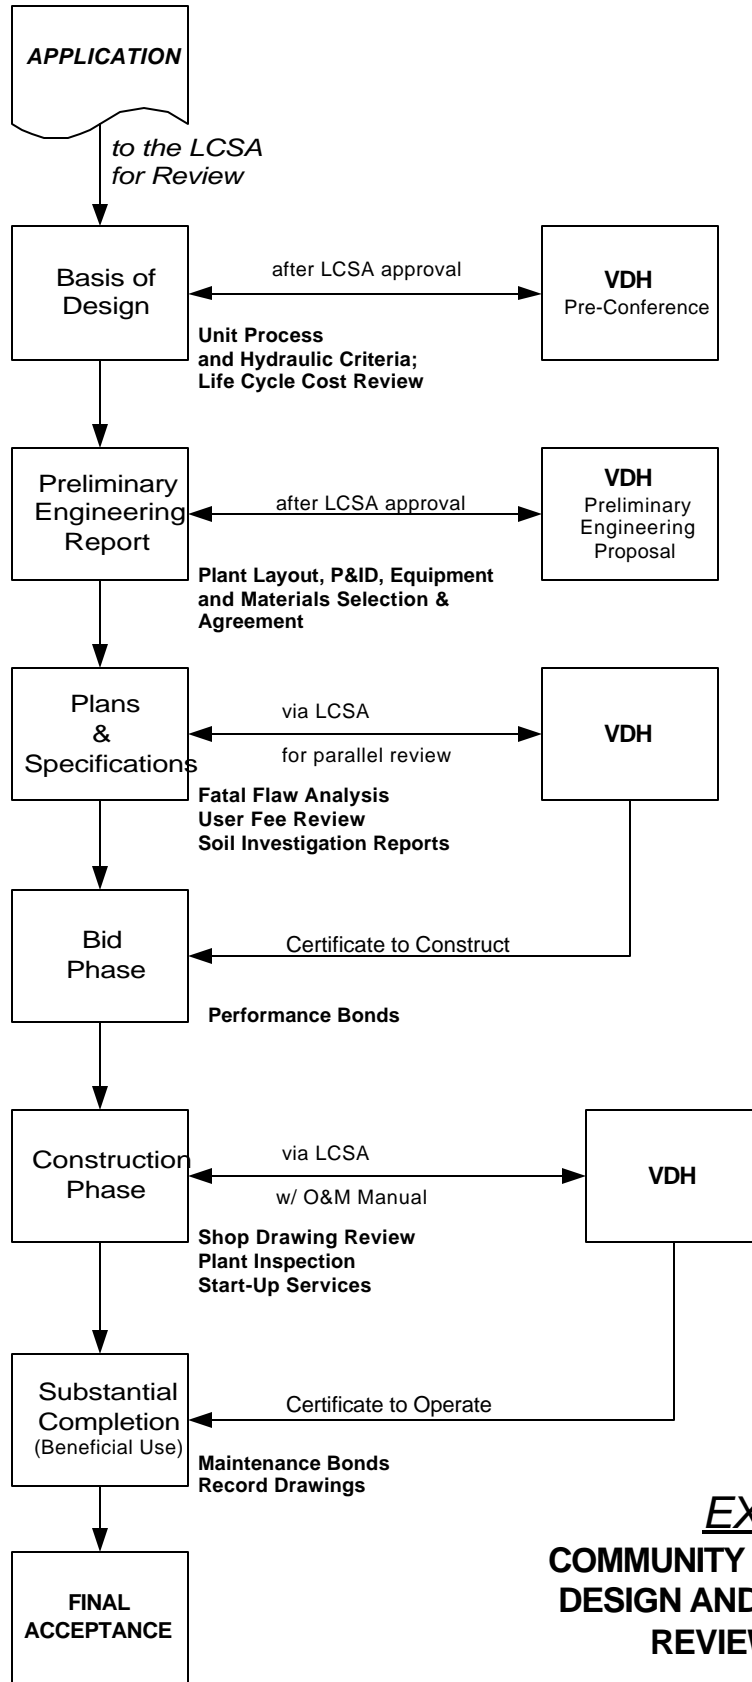 APPLICATION
to the LCSA
for Review
Basis of
Design
after LCSA approval
VDH
Pre-Conference
Unit Process
and Hydraulic Criteria;
Life Cycle Cost Review
Preliminary
Engineering
Report
after LCSA approval
VDH
Preliminary
Engineering
Proposal
Plant Layout, P&ID, Equipment
and Materials Selection &
Agreement
Plans
&
Specifications
via LCSA
for parallel review
VDH
Fatal Flaw Analysis
User Fee Review
Soil Investigation Reports
Bid
Phase
Certificate to Construct
Performance Bonds
Construction
Phase
via LCSA
w/ O&M Manual
VDH
Shop Drawing Review
Plant Inspection
Start-Up Services
Substantial
Completion
(Beneficial Use)
Certificate to Operate
Maintenance Bonds
Record Drawings
FINAL
ACCEPTANCE
EX
COMMUNITY
DESIGN AND
REVIEW